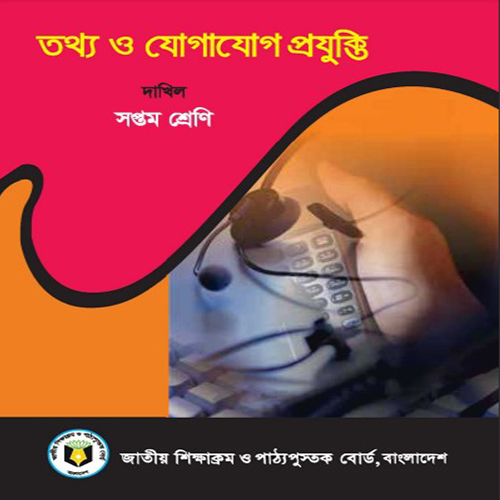 তথ্য ও যোগাযোগ প্রযুক্তি
দাখিল
সপ্তম শ্রেণি
জাতীয় শিক্ষাক্রম ও পাঠ্যপুস্তক বোর্ড, বাংলাদেশ